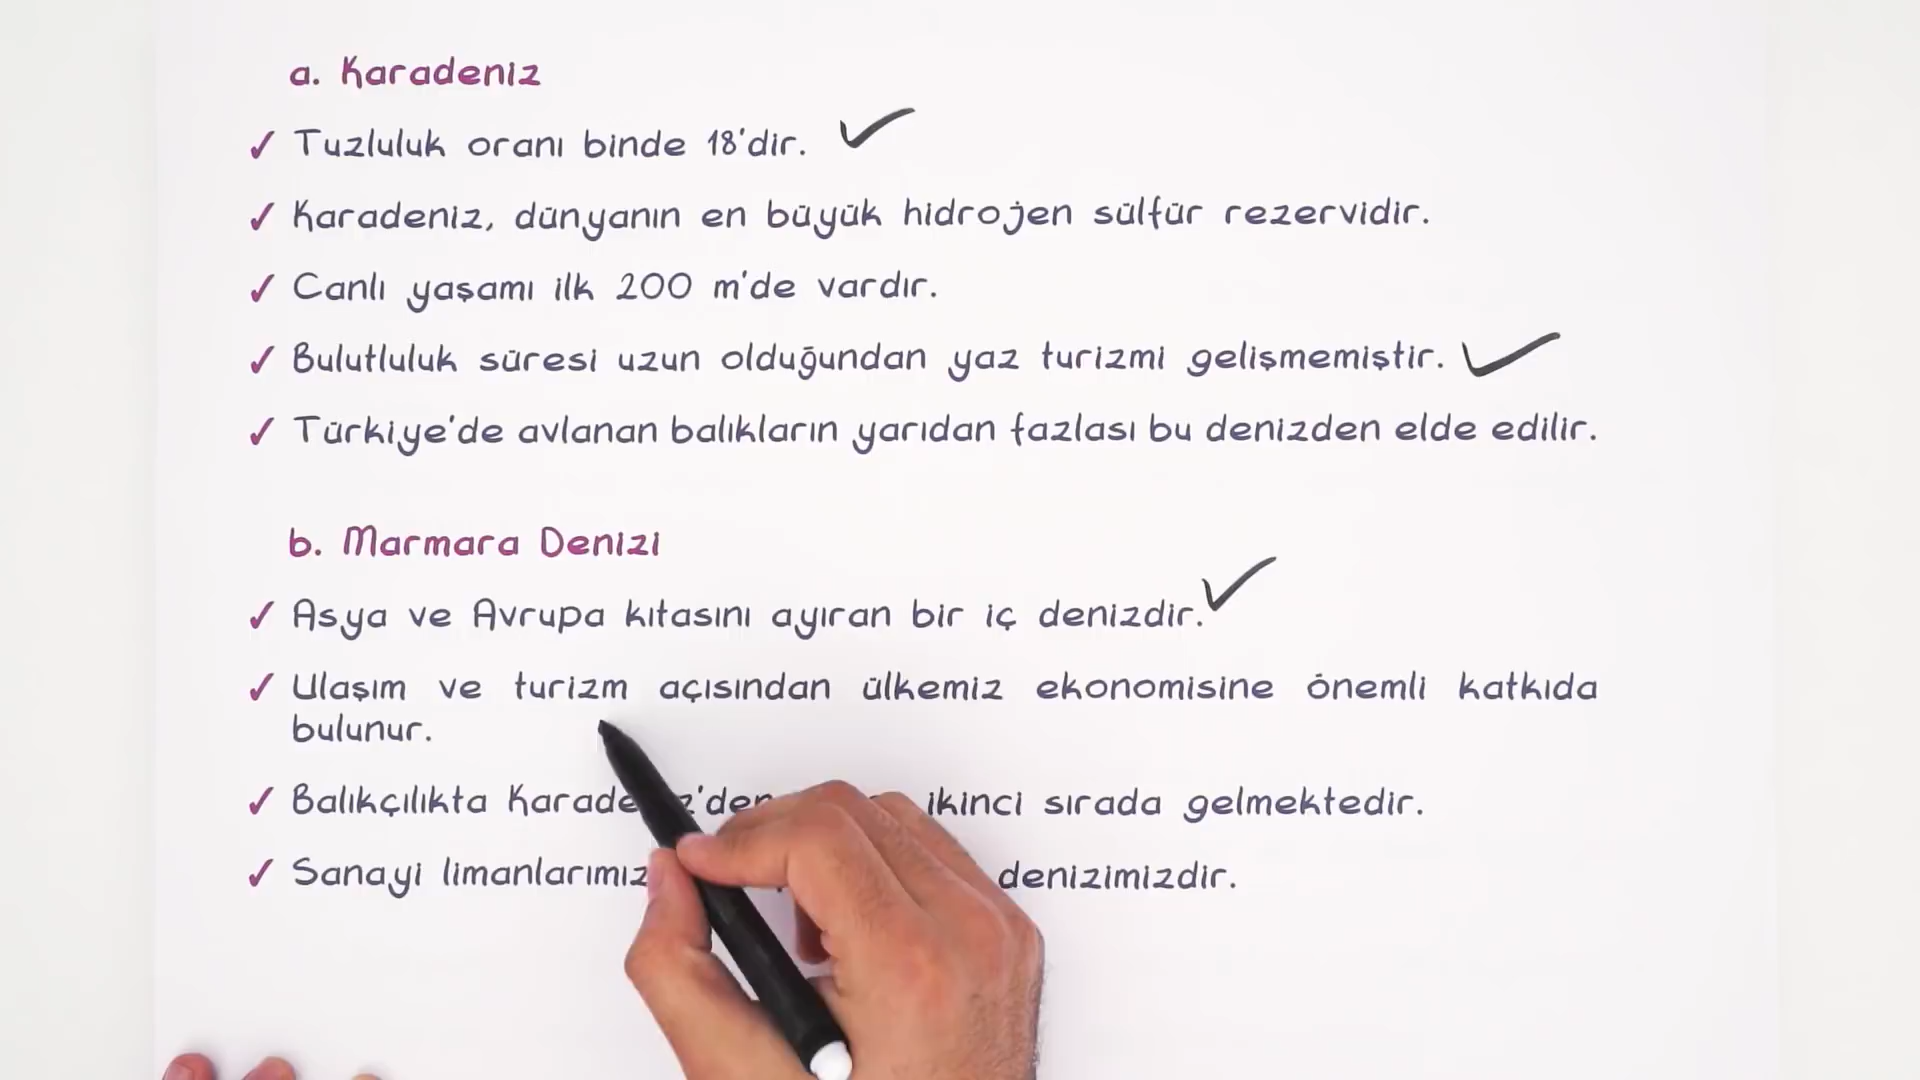 a. Karadeniz
✓ Tuzluluk oranı binde 18'dir.
✓ Karadeniz, dünyanın en büyük hidrojen sülfür rezervidir.
✓ Canlı yaşamı ilk 200 m'de vardır.
✓ Bulutluluk süresi uzun olduğundan yaz turizmi gelişmemiştir.
✓ Türkiye'de avlanan balıkların yarıdan fazlası bu denizden elde edilir.
b. Marmara Denizi
✓ Asya ve Avrupa kıtasını ayıran bir iç denizdir.
✓ Ulaşım ve turizm açısından ülkemiz ekonomisine önemli katkıda
bulunur.
✓ Balıkçılıkta Karadeniz'den ikinci sırada gelmektedir.
✓ Sanayi limanlarımız denizimizdir.